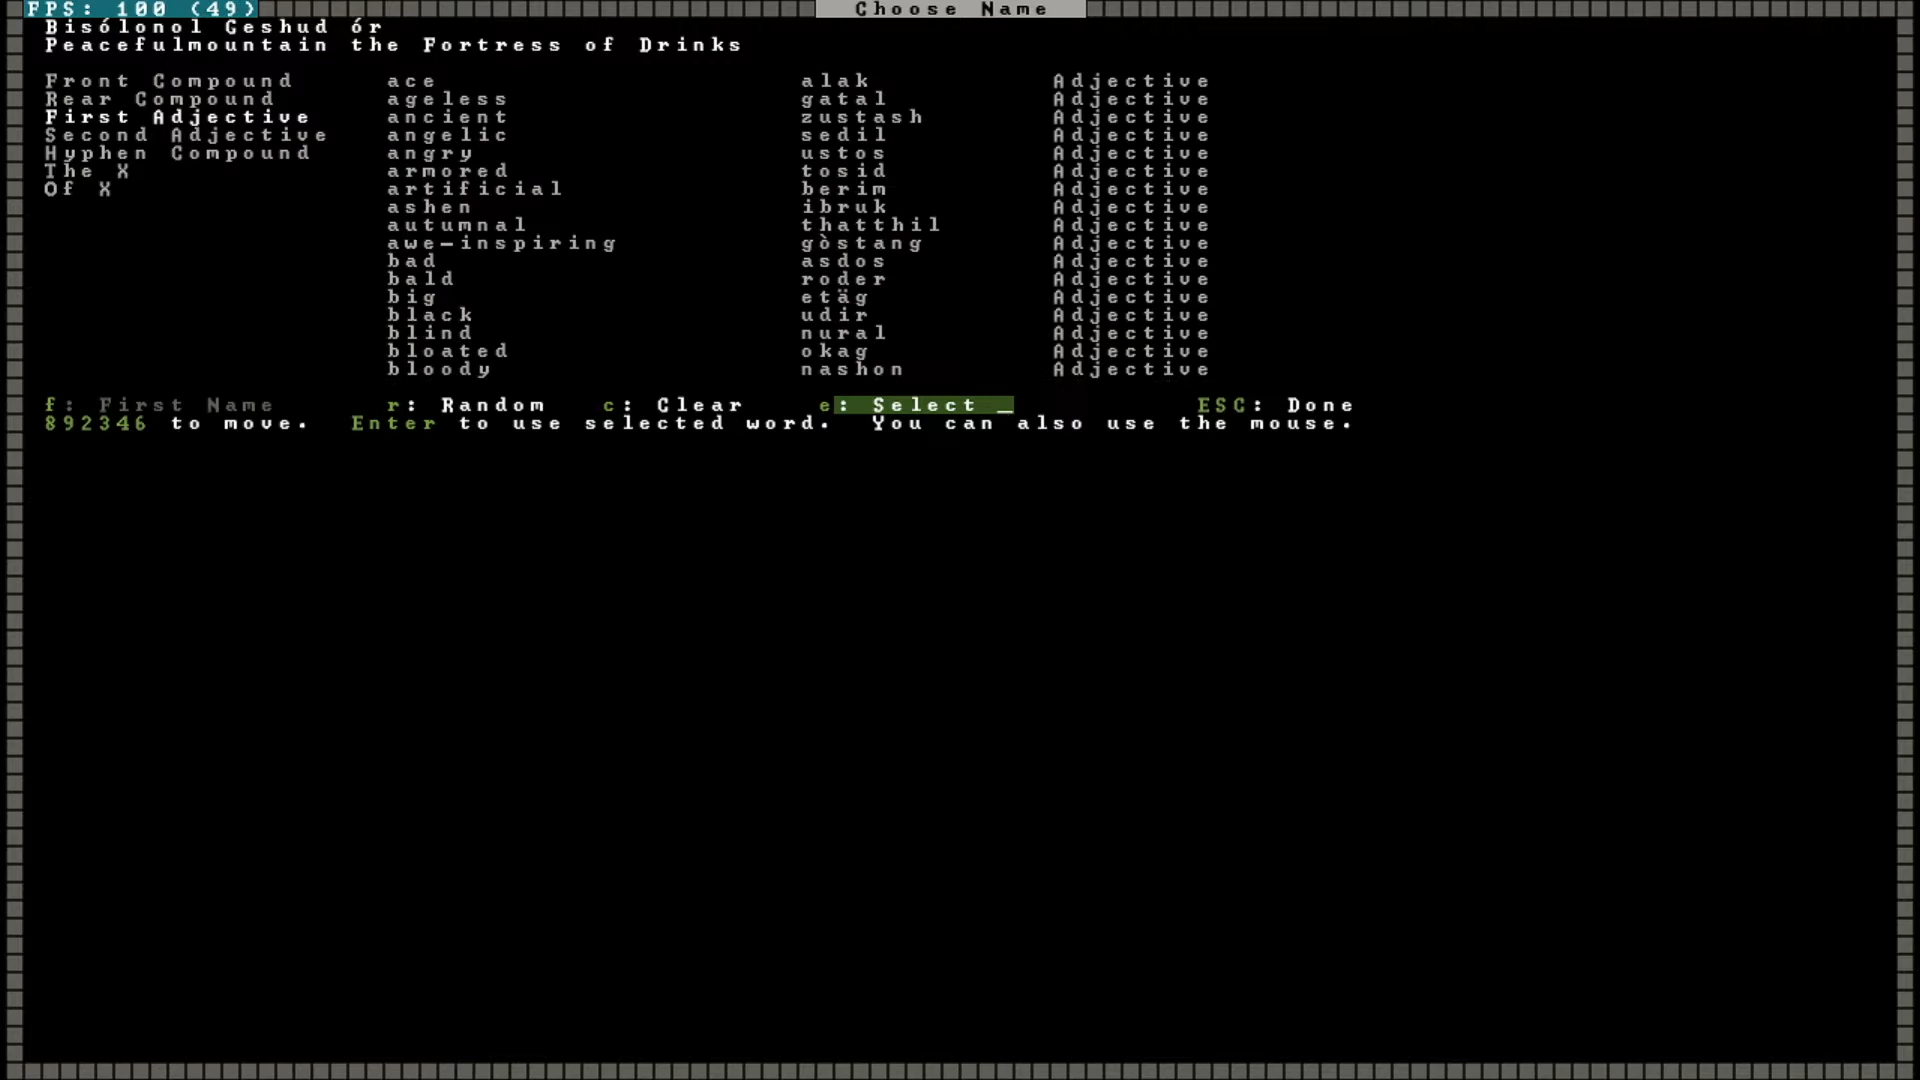 FPS: 100 (49) Choose Name
Bisólonol Geshud ór
Peacefulmountain the Fortress of Drinks
Front Compound ace alak Adjective
Rear Compound ageless gatal Adjective
First Adjective ancient zustash Adjective
Second Adjective angelic sedil Adjective
Hyphen Compound angry ustos Adjective
The X armored tosid Adjective
Of X artificial berim Adjective
ashen ibruk Adjective
autumnal thatthil Adjective
awe-inspiring gòstang Adjective
bad asdos Adjective
bald roder Adjective
big etäg Adjective
black udir Adjective
blind nural Adjective
bloated okag Adjective
bloody nashon Adjective
f: First Name r: Random c: Clear e: Select _ ESC: Done
892346 to move. Enter to use selected word. You can also use the mouse.